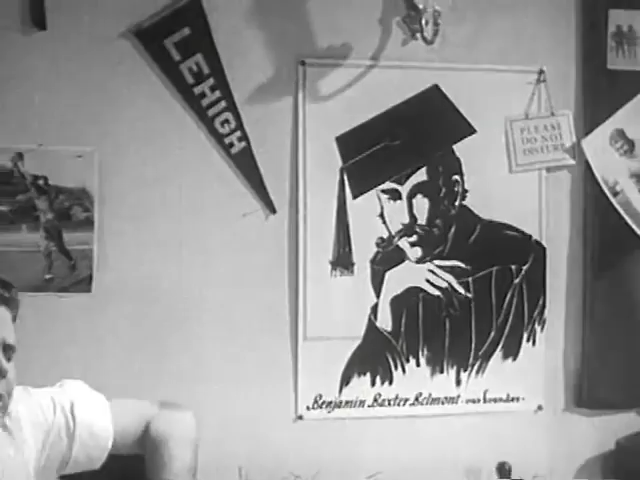 LEHIGH
PLEASE
DO NOT
DISTURB
Benjamin Baxter Belmont - our founder -